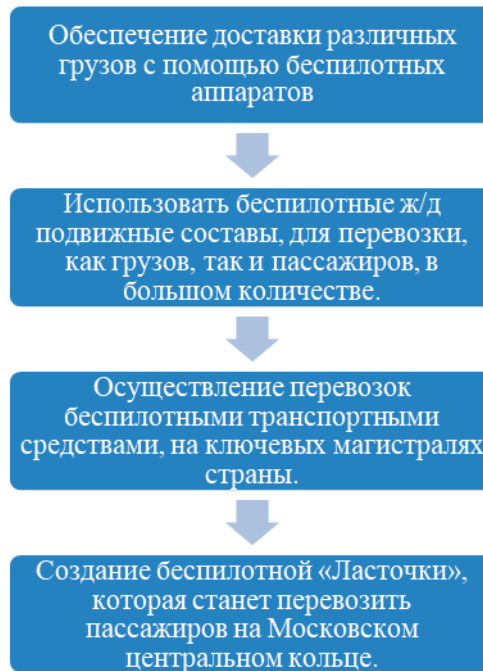 Обеспечение доставки различных
грузов с помощью беспилотных
аппаратов
Использовать беспилотные ж/д
подвижные составы, для перевозки,
как грузов, так и пассажиров, в
большом количестве.
Осуществление перевозок
беспилотными транспортными
средствами, на ключевых магистралях
страны.
Создание беспилотной «Ласточки»,
которая станет перевозить
пассажиров на Московском
центральном кольце.